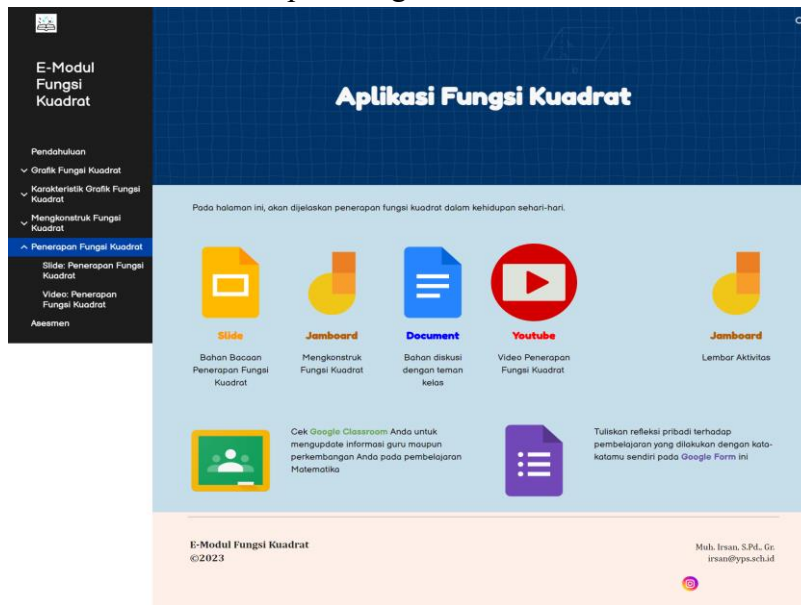 E-Modul
Fungsi
Kuadrat
Pendahuluan
Grafik Fungsi Kuadrat
Karakteristik Grafik Fungsi
Kuadrat
Mengkonstruk Fungsi
Kuadrat
Penerapan Fungsi Kuadrat
Slide: Penerapan Fungsi
Kuadrat
Video: Penerapan
Fungsi Kuadrat
Asesmen
Aplikasi Fungsi Kuadrat
Pada halaman ini, akan dijelaskan penerapan fungsi kuadrat dalam kehidupan sehari-hari.
Slide
Bahan Bacaan
Penerapan Fungsi
Kuadrat
Jamboard
Mengkonstruk
Fungsi Kuadrat
Document
Bahan diskusi
dengan teman
kelas
Youtube
Video Penerapan
Fungsi Kuadrat
Jamboard
Lembar Aktivitas
Cek Google Classroom Anda untuk
mengupdate informasi guru maupun
perkembangan Anda pada pembelajaran
Matematika
Tuliskan refleksi pribadi terhadap
pembelajaran yang dilakukan dengan kata-
katamu sendiri pada Google Form ini
E-Modul Fungsi Kuadrat
©2023
Muh. Irsan, S.Pd., Gr.
irsan@yps.sch.id